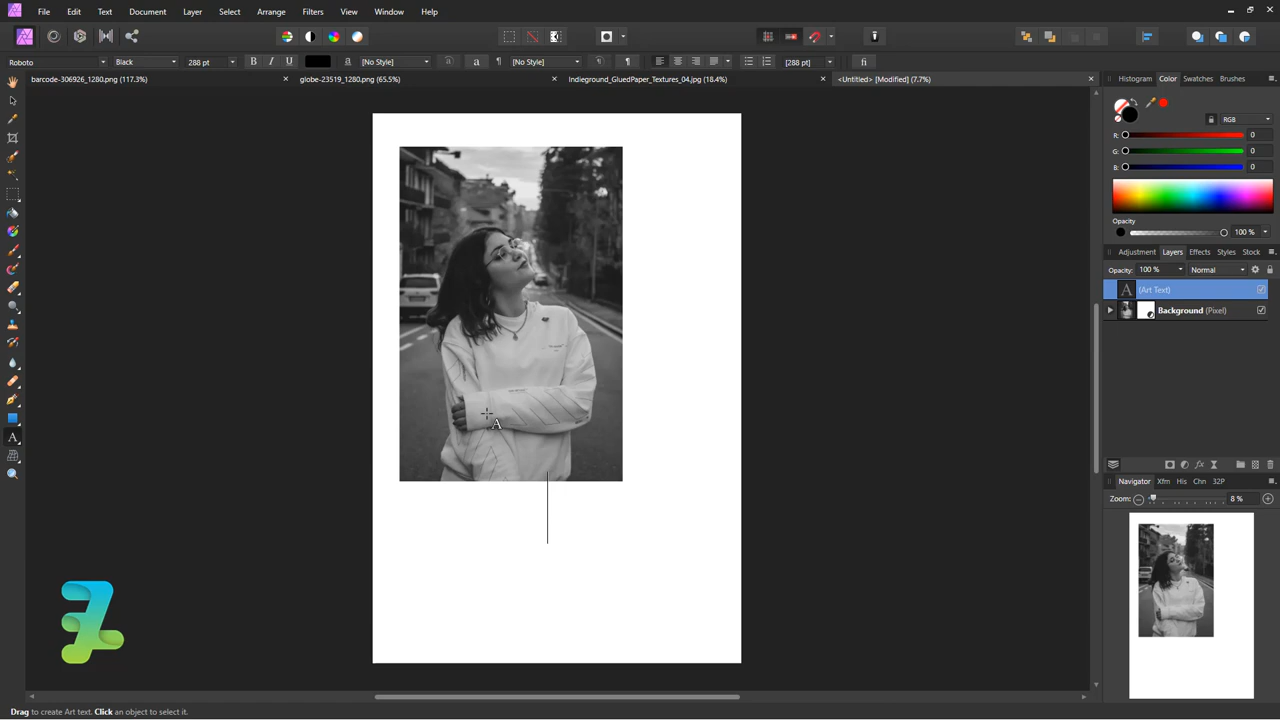 File Edit Text Document Layer Select Arrange Filters View Window Help
Roboto Black 288 pt B I U a [No Style] a a ¶ [No Style] ¶ [288 pt] fi
barcode-306926_1280.png (117.3%) × globe-23519_1280.png (65.5%) × Indieground_GluedPaper_Textures_04.jpg (18.4%) × <Untitled> [Modified] (7.7%) ×
Histogram Color Swatches Brushes
RGB
R: 0
G: 0
B: 0
Opacity
100 %
Adjustment Layers Effects Styles Stock
Opacity: 100 % Normal
A (Art Text)
Background (Pixel)
fx
Navigator Xfm His Chn 32P
Zoom: 8 %
A
A
Drag to create Art text. Click an object to select it.